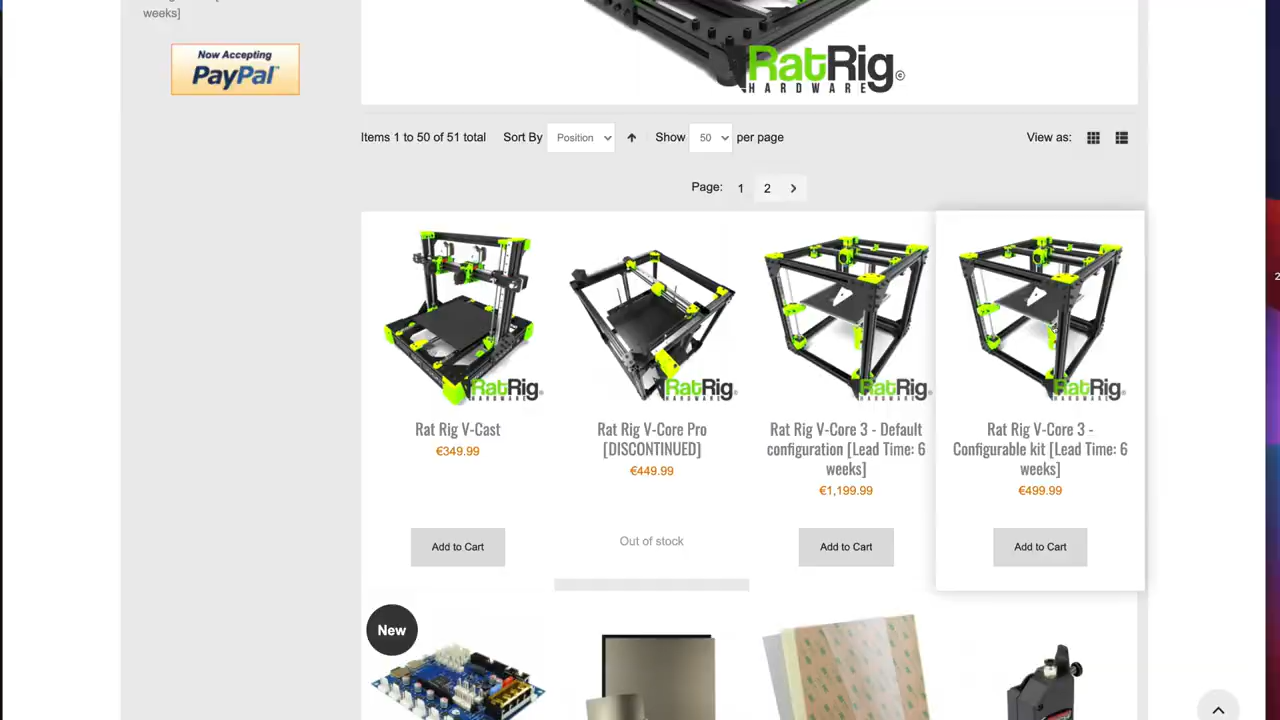 weeks]
Now Accepting
PayPal
RatRig
HARDWARE
Items 1 to 50 of 51 total Sort By Position Show 50 per page View as:
Page: 1 2
RatRig
HARDWARE
RatRig
HARDWARE
RatRig
HARDWARE
RatRig
HARDWARE
Rat Rig V-Cast
€349.99
Add to Cart
Rat Rig V-Core Pro
[DISCONTINUED]
€449.99
Out of stock
Rat Rig V-Core 3 - Default
configuration [Lead Time: 6
weeks]
€1,199.99
Add to Cart
Rat Rig V-Core 3 -
Configurable kit [Lead Time: 6
weeks]
€499.99
Add to Cart
New